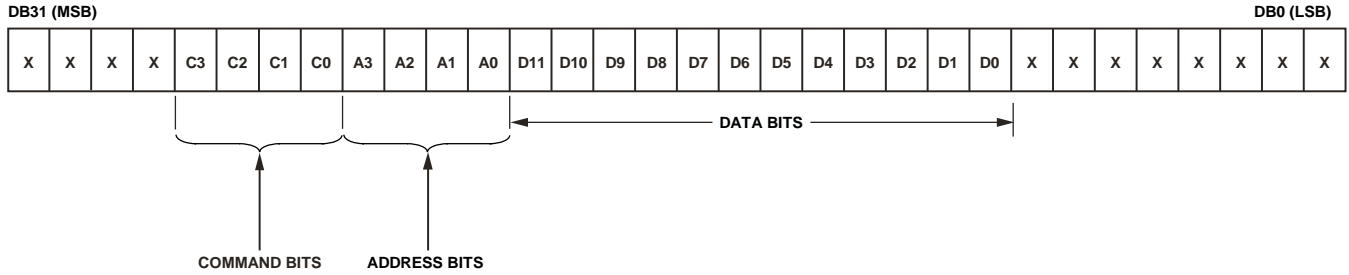 DB31 (MSB) DB0 (LSB)
X X X X C3 C2 C1 C0 A3 A2 A1 A0 D11 D10 D9 D8 D7 D6 D5 D4 D3 D2 D1 D0 X X X X X X X X
DATA BITS
COMMAND BITS ADDRESS BITS